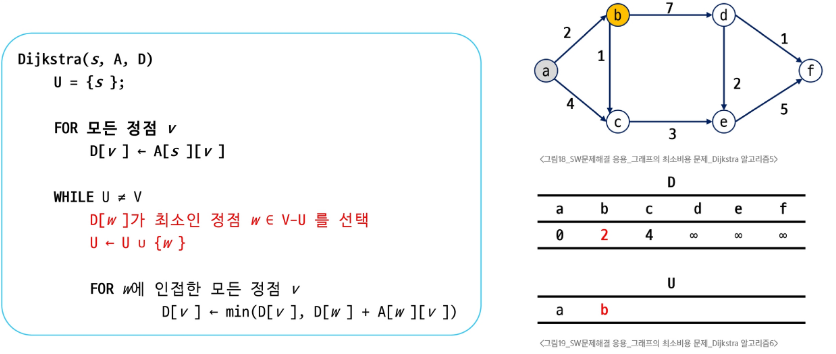 Dijkstra(s, A, D)
U = {s };
FOR 모든 정점 v
D[v ] ← A[s ][v ]
WHILE U ≠ V
D[w ]가 최소인 정점 w ∈ V-U 를 선택
U ← U ∪ {w }
FOR w에 인접한 모든 정점 v
D[v ] ← min(D[v ], D[w ] + A[w ][v ])
b 7 d
2 1
1
a 2 f
4 5
c 3 e
<그림18_SW문제해결 응용_그래프의 최소비용 문제_Dijkstra 알고리즘5>
D
a b c d e f
0 2 4 ∞ ∞ ∞
U
a b
<그림19_SW문제해결 응용_그래프의 최소비용 문제_Dijkstra 알고리즘6>